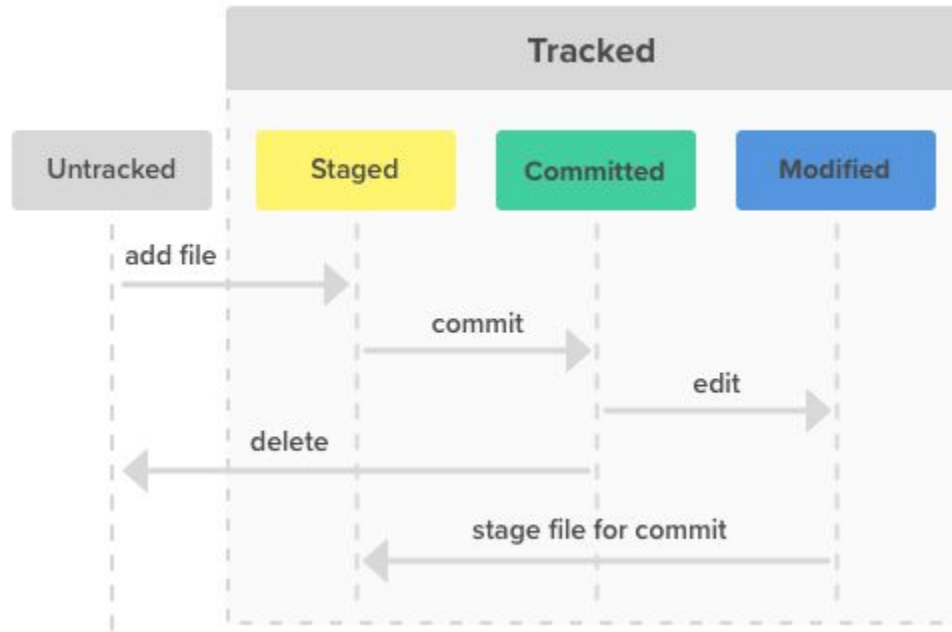 Tracked
Untracked
Staged
Committed
Modified
add file
commit
edit
delete
stage file for commit